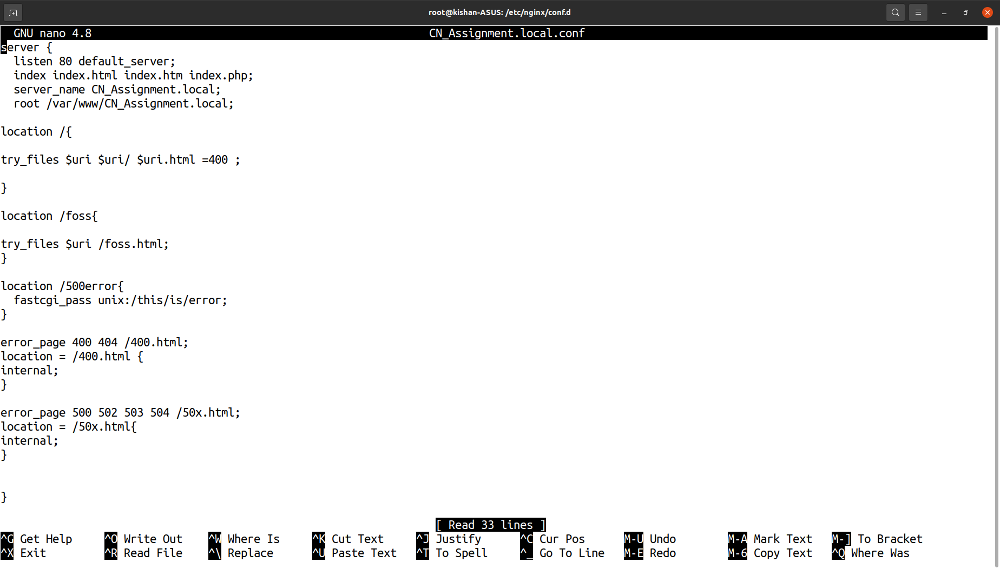 root@kishan-ASUS: /etc/nginx/conf.d
GNU nano 4.8 CN_Assignment.local.conf
server {
  listen 80 default_server;
  index index.html index.htm index.php;
  server_name CN_Assignment.local;
  root /var/www/CN_Assignment.local;
location /{
try_files $uri $uri/ $uri.html =400 ;
}
location /foss{
try_files $uri /foss.html;
}
location /500error{
  fastcgi_pass unix:/this/is/error;
}
error_page 400 404 /400.html;
location = /400.html {
internal;
}
error_page 500 502 503 504 /50x.html;
location = /50x.html{
internal;
}
}
[ Read 33 lines ]
^G Get Help ^O Write Out ^W Where Is ^K Cut Text ^J Justify ^C Cur Pos M-U Undo M-A Mark Text M-] To Bracket
^X Exit ^R Read File ^\ Replace ^U Paste Text ^T To Spell ^_ Go To Line M-E Redo M-6 Copy Text ^Q Where Was